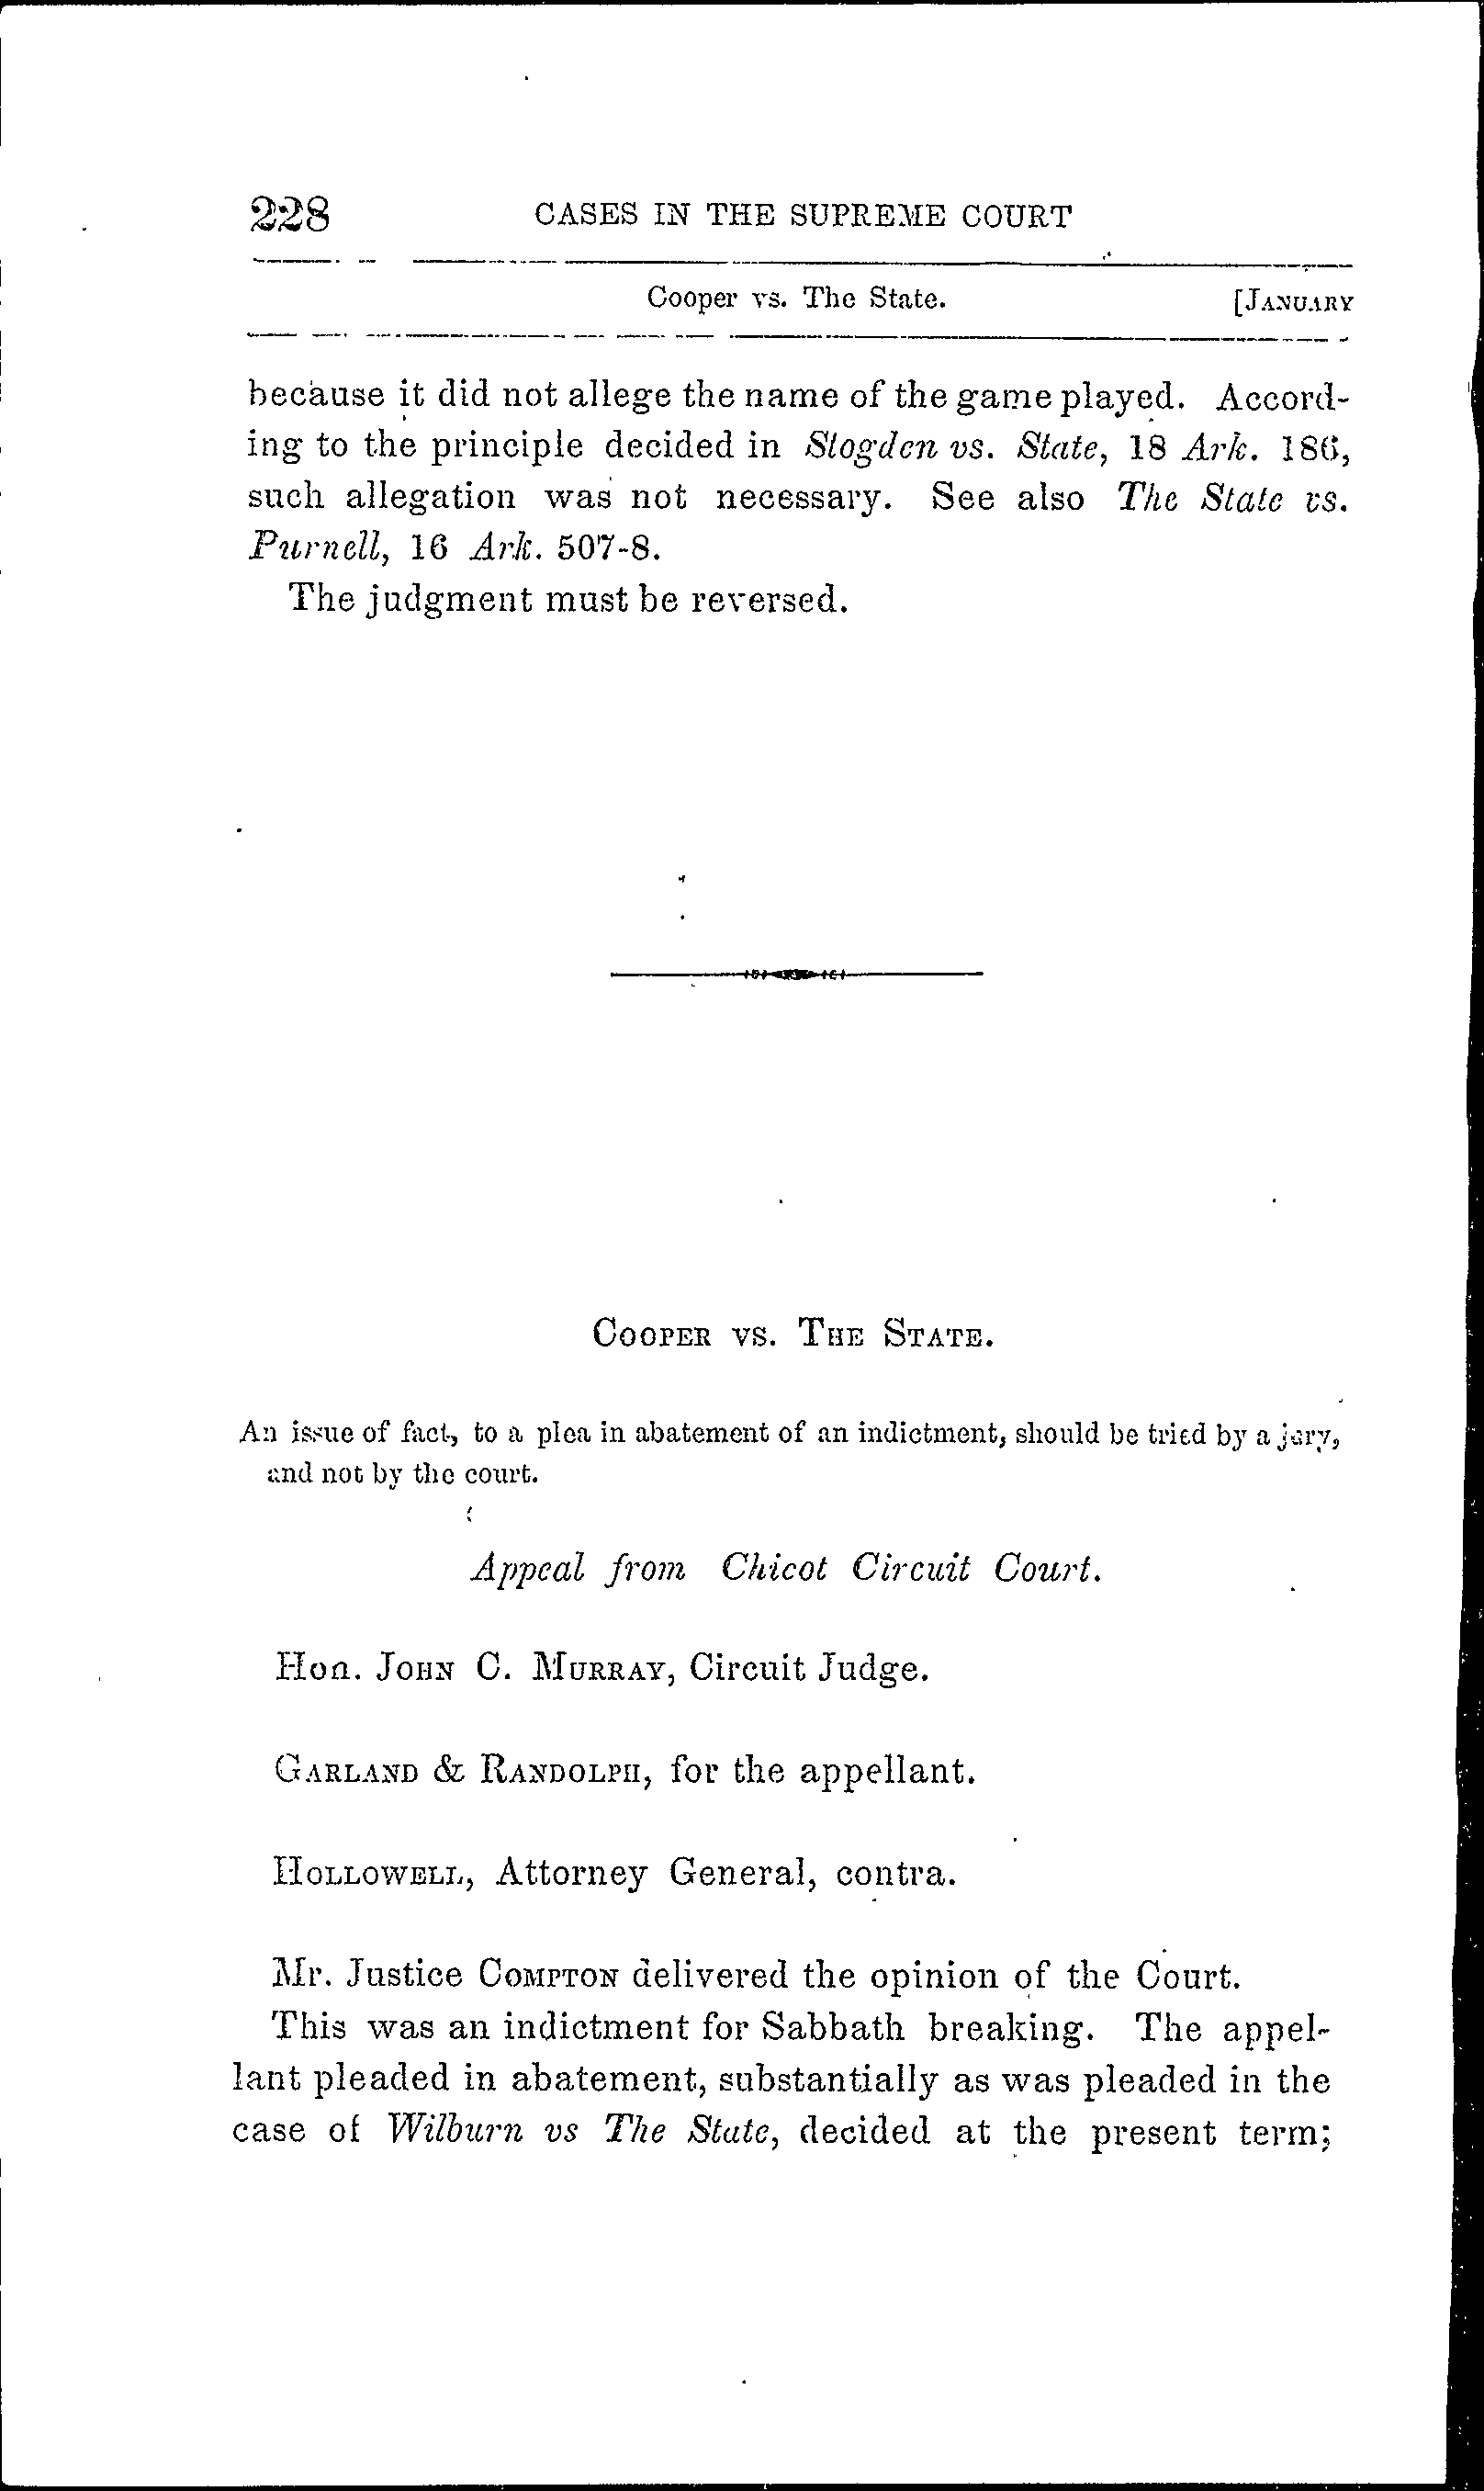 228 CASES IN THE SUPREME COURT
Cooper vs. The State. [JANUARY
because it did not allege the name of the game played. Accord-
ing to the principle decided in Stogden vs. State, 18 Ark. 186,
such allegation was not necessary. See also The State vs.
Purnell, 16 Ark. 507-8.
The judgment must be reversed.
COOPER VS. THE STATE.
An issue of fact, to a plea in abatement of an indictment, should be tried by a jury,
and not by the court.
Appeal from Chicot Circuit Court.
Hon. JOHN C. MURRAY, Circuit Judge.
GARLAND & RANDOLPH, for the appellant.
HOLLOWELL, Attorney General, contra.
Mr. Justice COMPTON delivered the opinion of the Court.
This was an indictment for Sabbath breaking. The appel-
lant pleaded in abatement, substantially as was pleaded in the
case of Wilburn vs The State, decided at the present term;